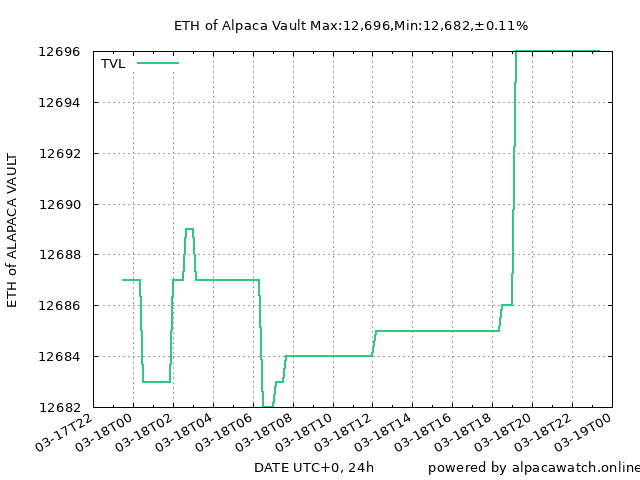 ETH of Alpaca Vault Max:12,696,Min:12,682,±0.11%
12696
TVL
12694
12692
12690
12688
12686
12684
12682
ETH of ALAPACA VAULT
03-17T22
03-18T00
03-18T02
03-18T04
03-18T06
03-18T08
03-18T10
03-18T12
03-18T14
03-18T16
03-18T18
03-18T20
03-18T22
03-19T00
DATE UTC+0, 24h
powered by alpacawatch.online